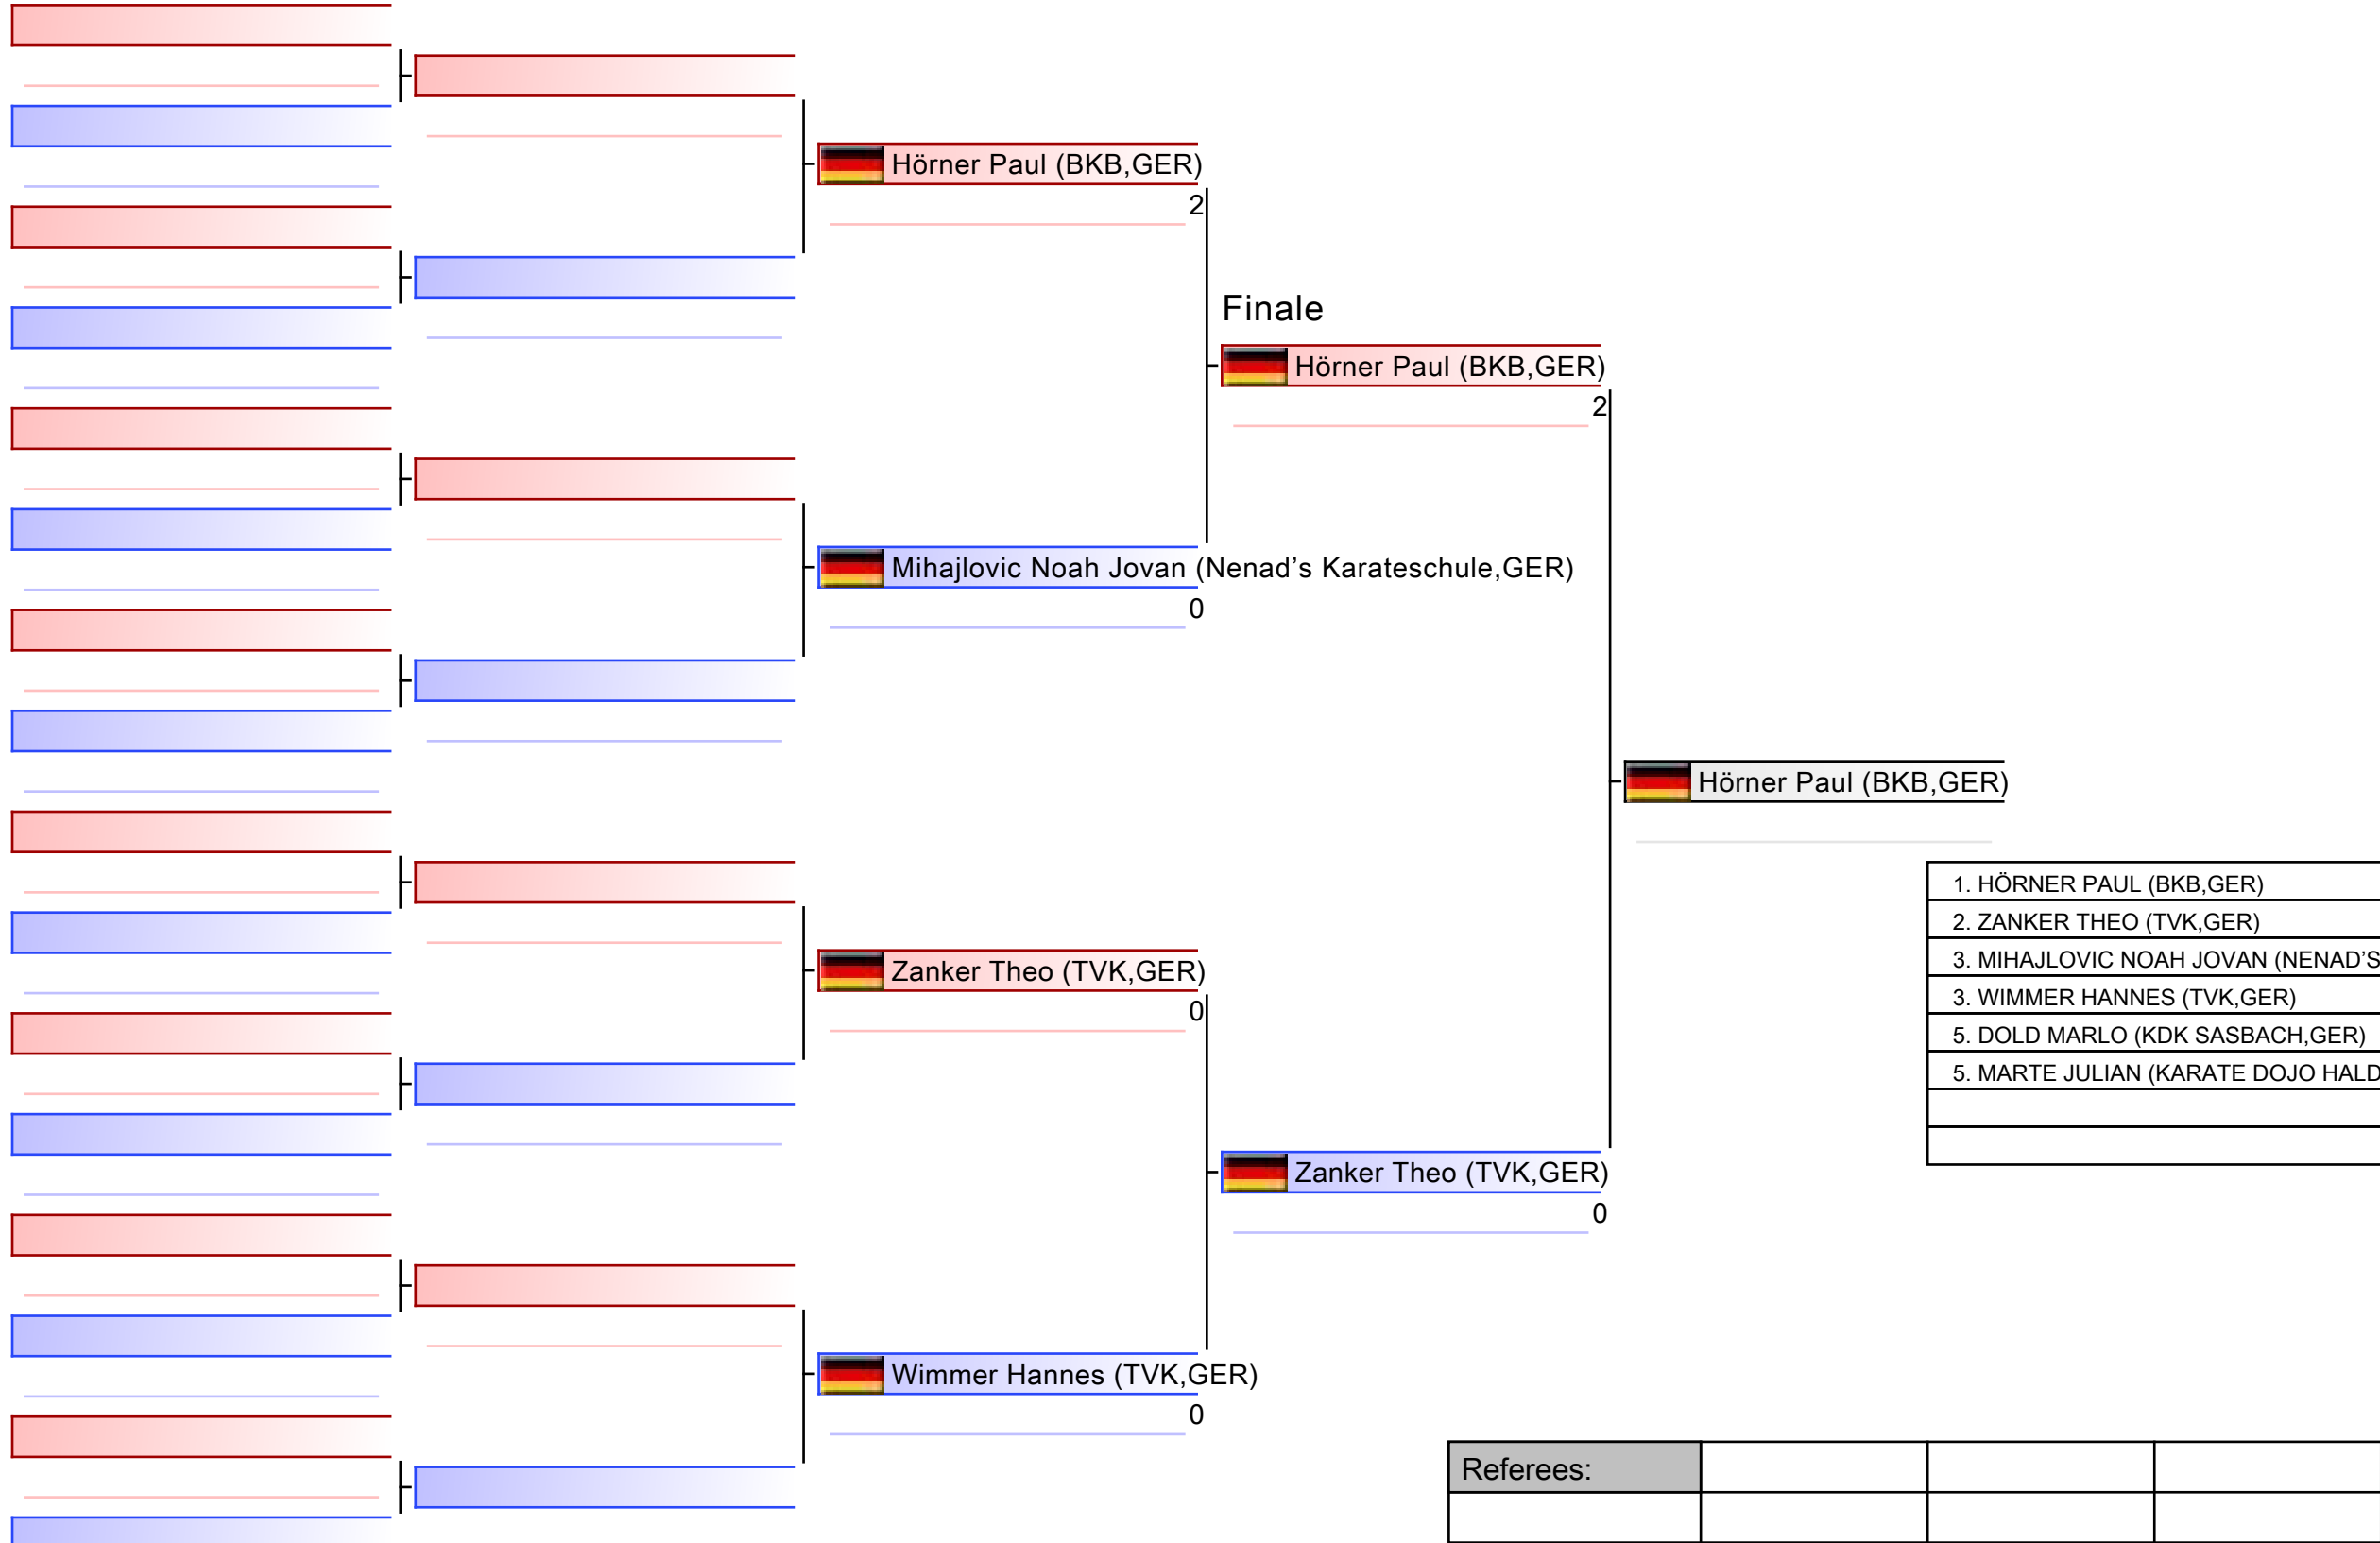 Hörner Paul (BKB,GER)
2
Finale
Hörner Paul (BKB,GER)
2
Mihajlovic Noah Jovan (Nenad’s Karateschule,GER)
0
Hörner Paul (BKB,GER)
1. HÖRNER PAUL (BKB,GER)
2. ZANKER THEO (TVK,GER)
3. MIHAJLOVIC NOAH JOVAN (NENAD’S
3. WIMMER HANNES (TVK,GER)
5. DOLD MARLO (KDK SASBACH,GER)
5. MARTE JULIAN (KARATE DOJO HALD
Zanker Theo (TVK,GER)
0
Zanker Theo (TVK,GER)
0
Wimmer Hannes (TVK,GER)
0
Referees: